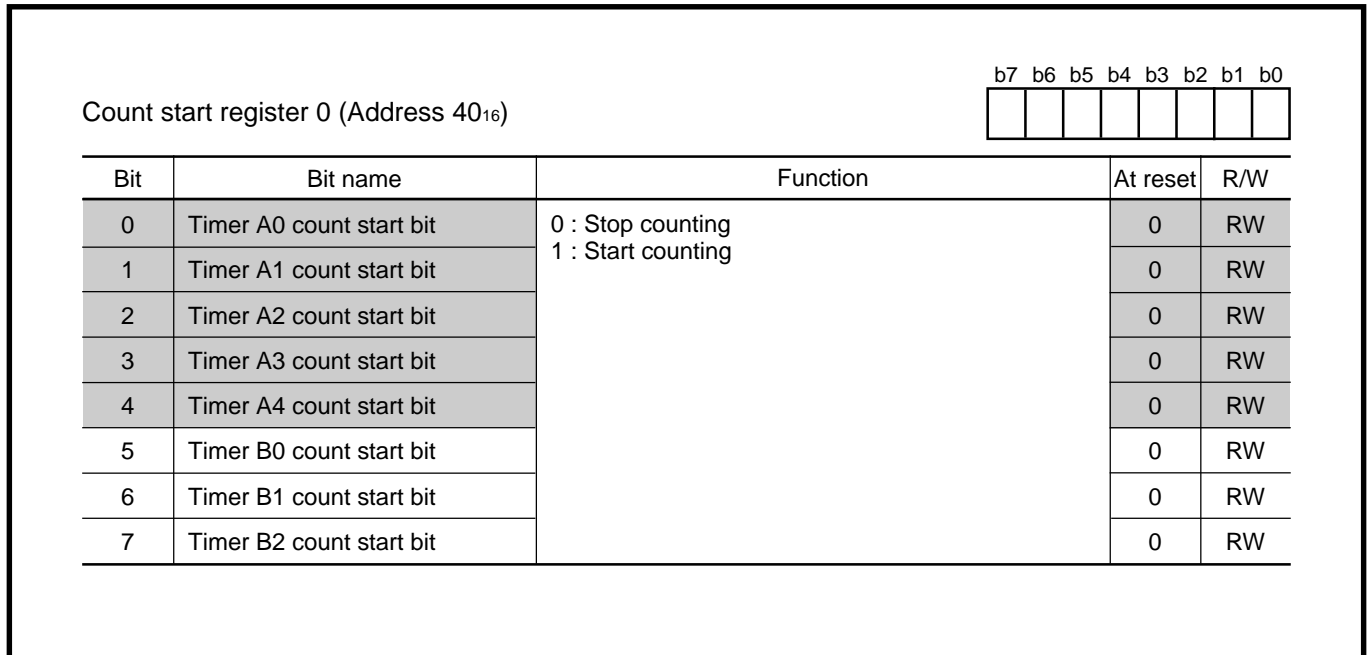 b7 b6 b5 b4 b3 b2 b1 b0
Count start register 0 (Address 40₁₆)
Bit Bit name Function At reset R/W
0 Timer A0 count start bit 0 : Stop counting 0 RW
1 : Start counting
1 Timer A1 count start bit 0 RW
2 Timer A2 count start bit 0 RW
3 Timer A3 count start bit 0 RW
4 Timer A4 count start bit 0 RW
5 Timer B0 count start bit 0 RW
6 Timer B1 count start bit 0 RW
7 Timer B2 count start bit 0 RW